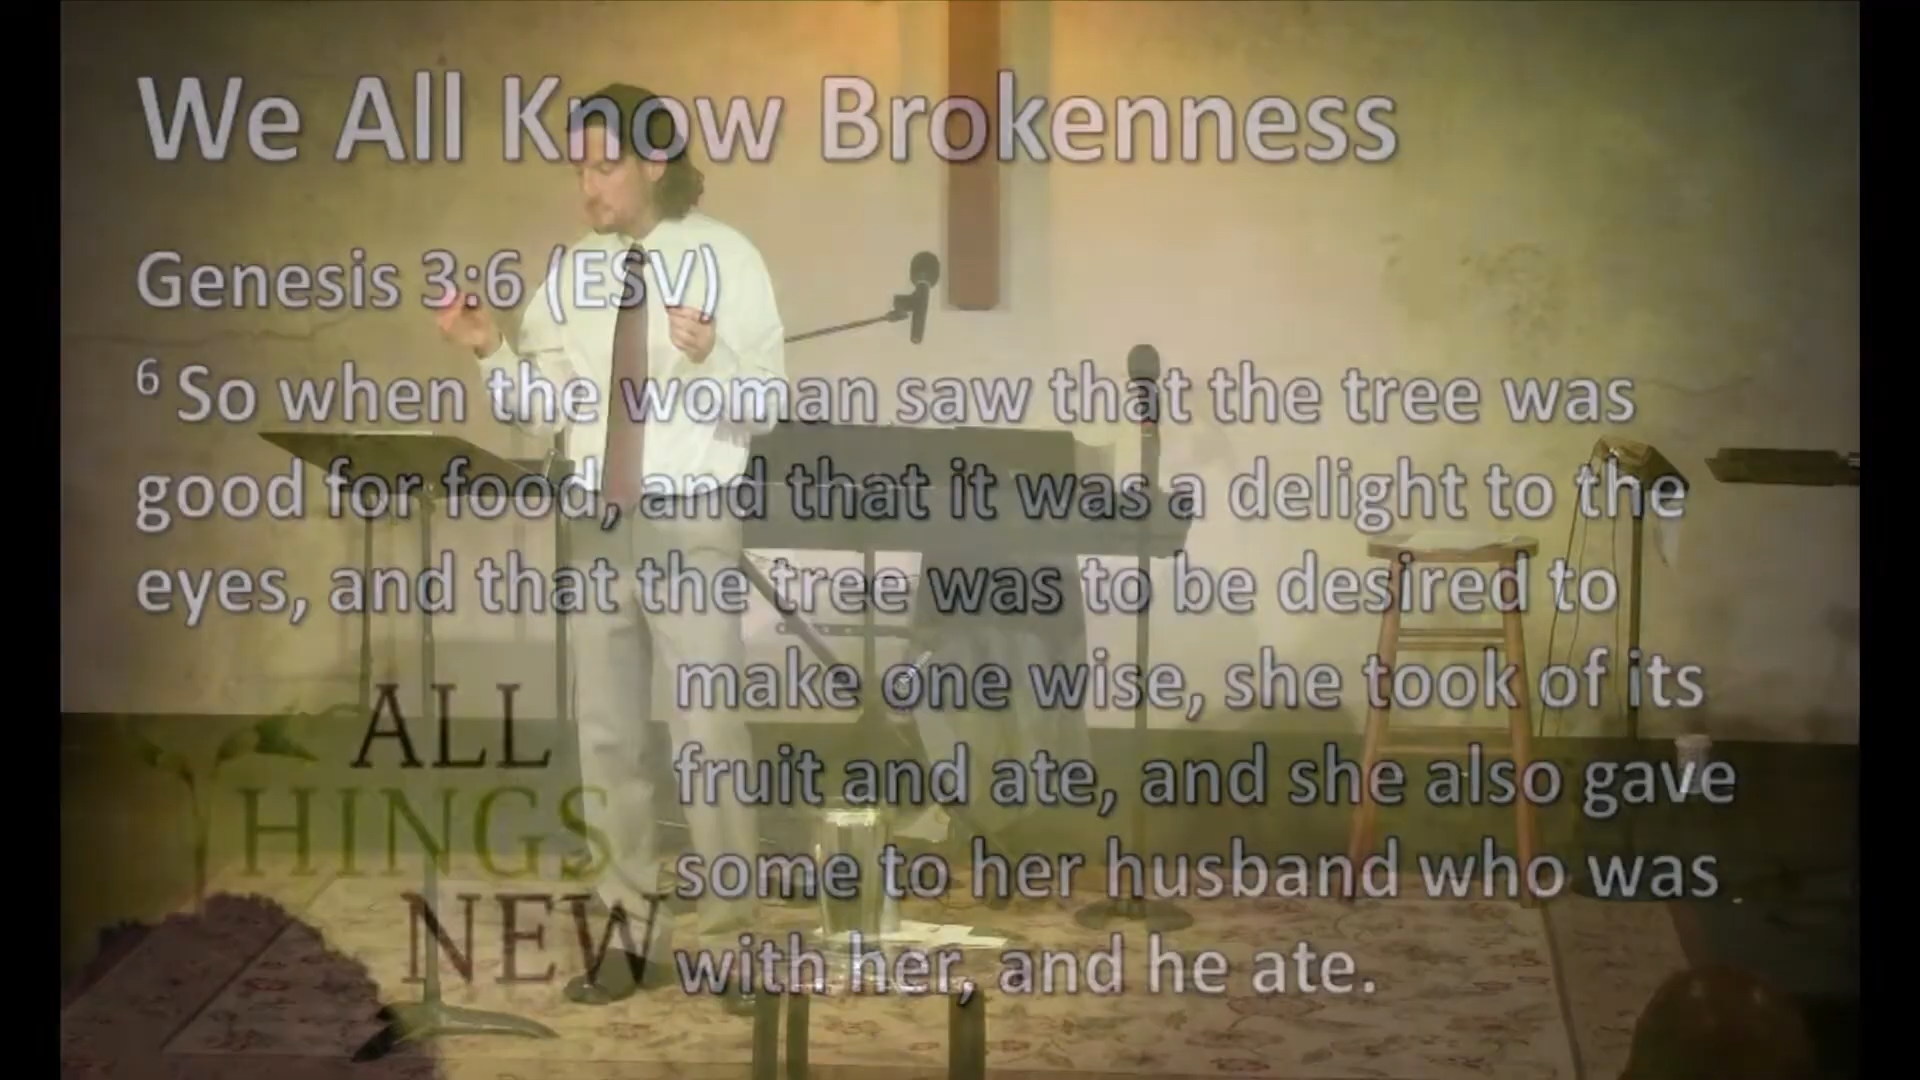 We All Know Brokenness
Genesis 3:6 (ESV)
6 So when the woman saw that the tree was
good for food, and that it was a delight to the
eyes, and that the tree was to be desired to
make one wise, she took of its
fruit and ate, and she also gave
some to her husband who was
with her, and he ate.
ALL
HINGS
NEW